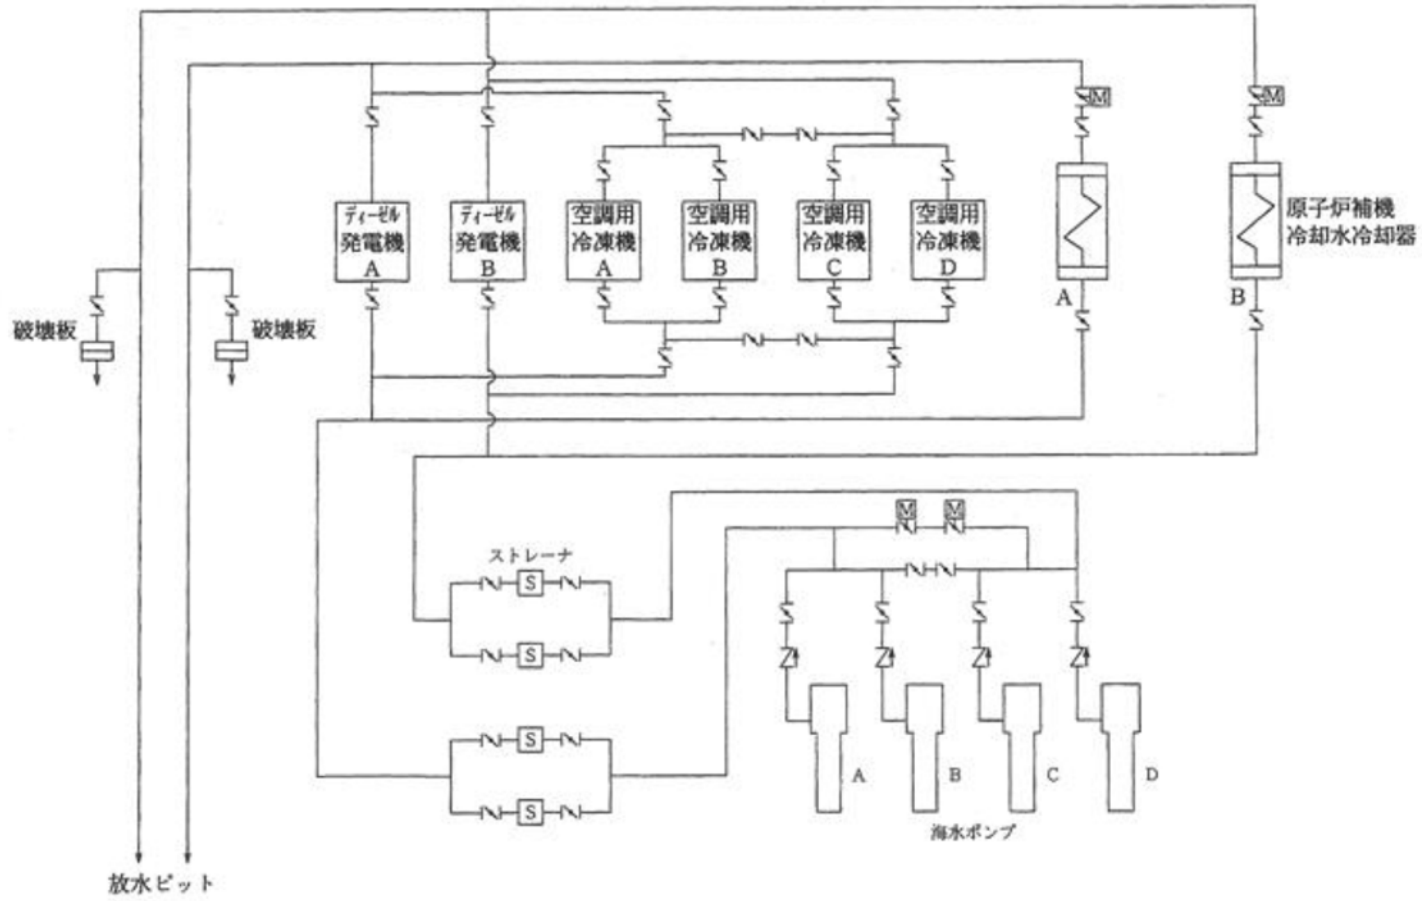 M
M
ディーゼル
発電機
A
ディーゼル
発電機
B
空調用
冷凍機
A
空調用
冷凍機
B
空調用
冷凍機
C
空調用
冷凍機
D
A
原子炉補機
冷却水冷却器
B
破壊板
破壊板
M
M
ストレーナ
S
S
S
S
A
B
C
D
海水ポンプ
放水ピット